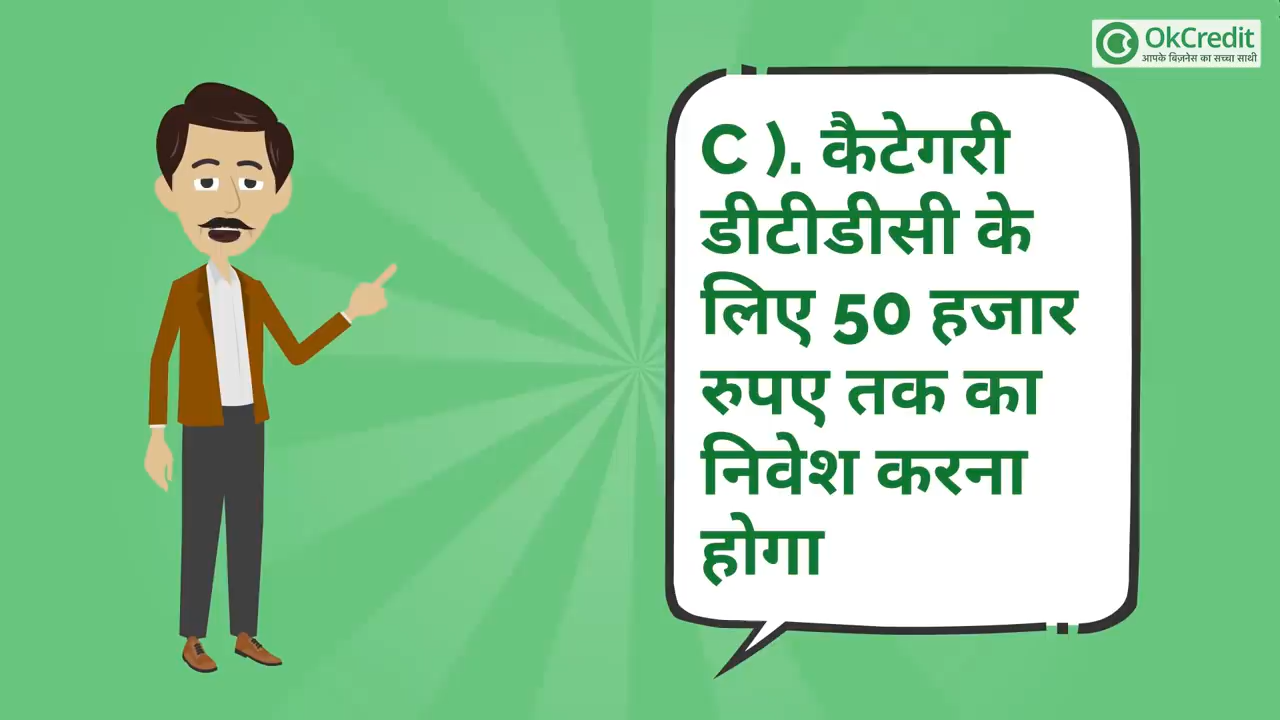 OkCredit
आपके बिज़नेस का सच्चा साथी
C ). कैटेगरी
डीटीडीसी के
लिए 50 हजार
रुपए तक का
निवेश करना
होगा